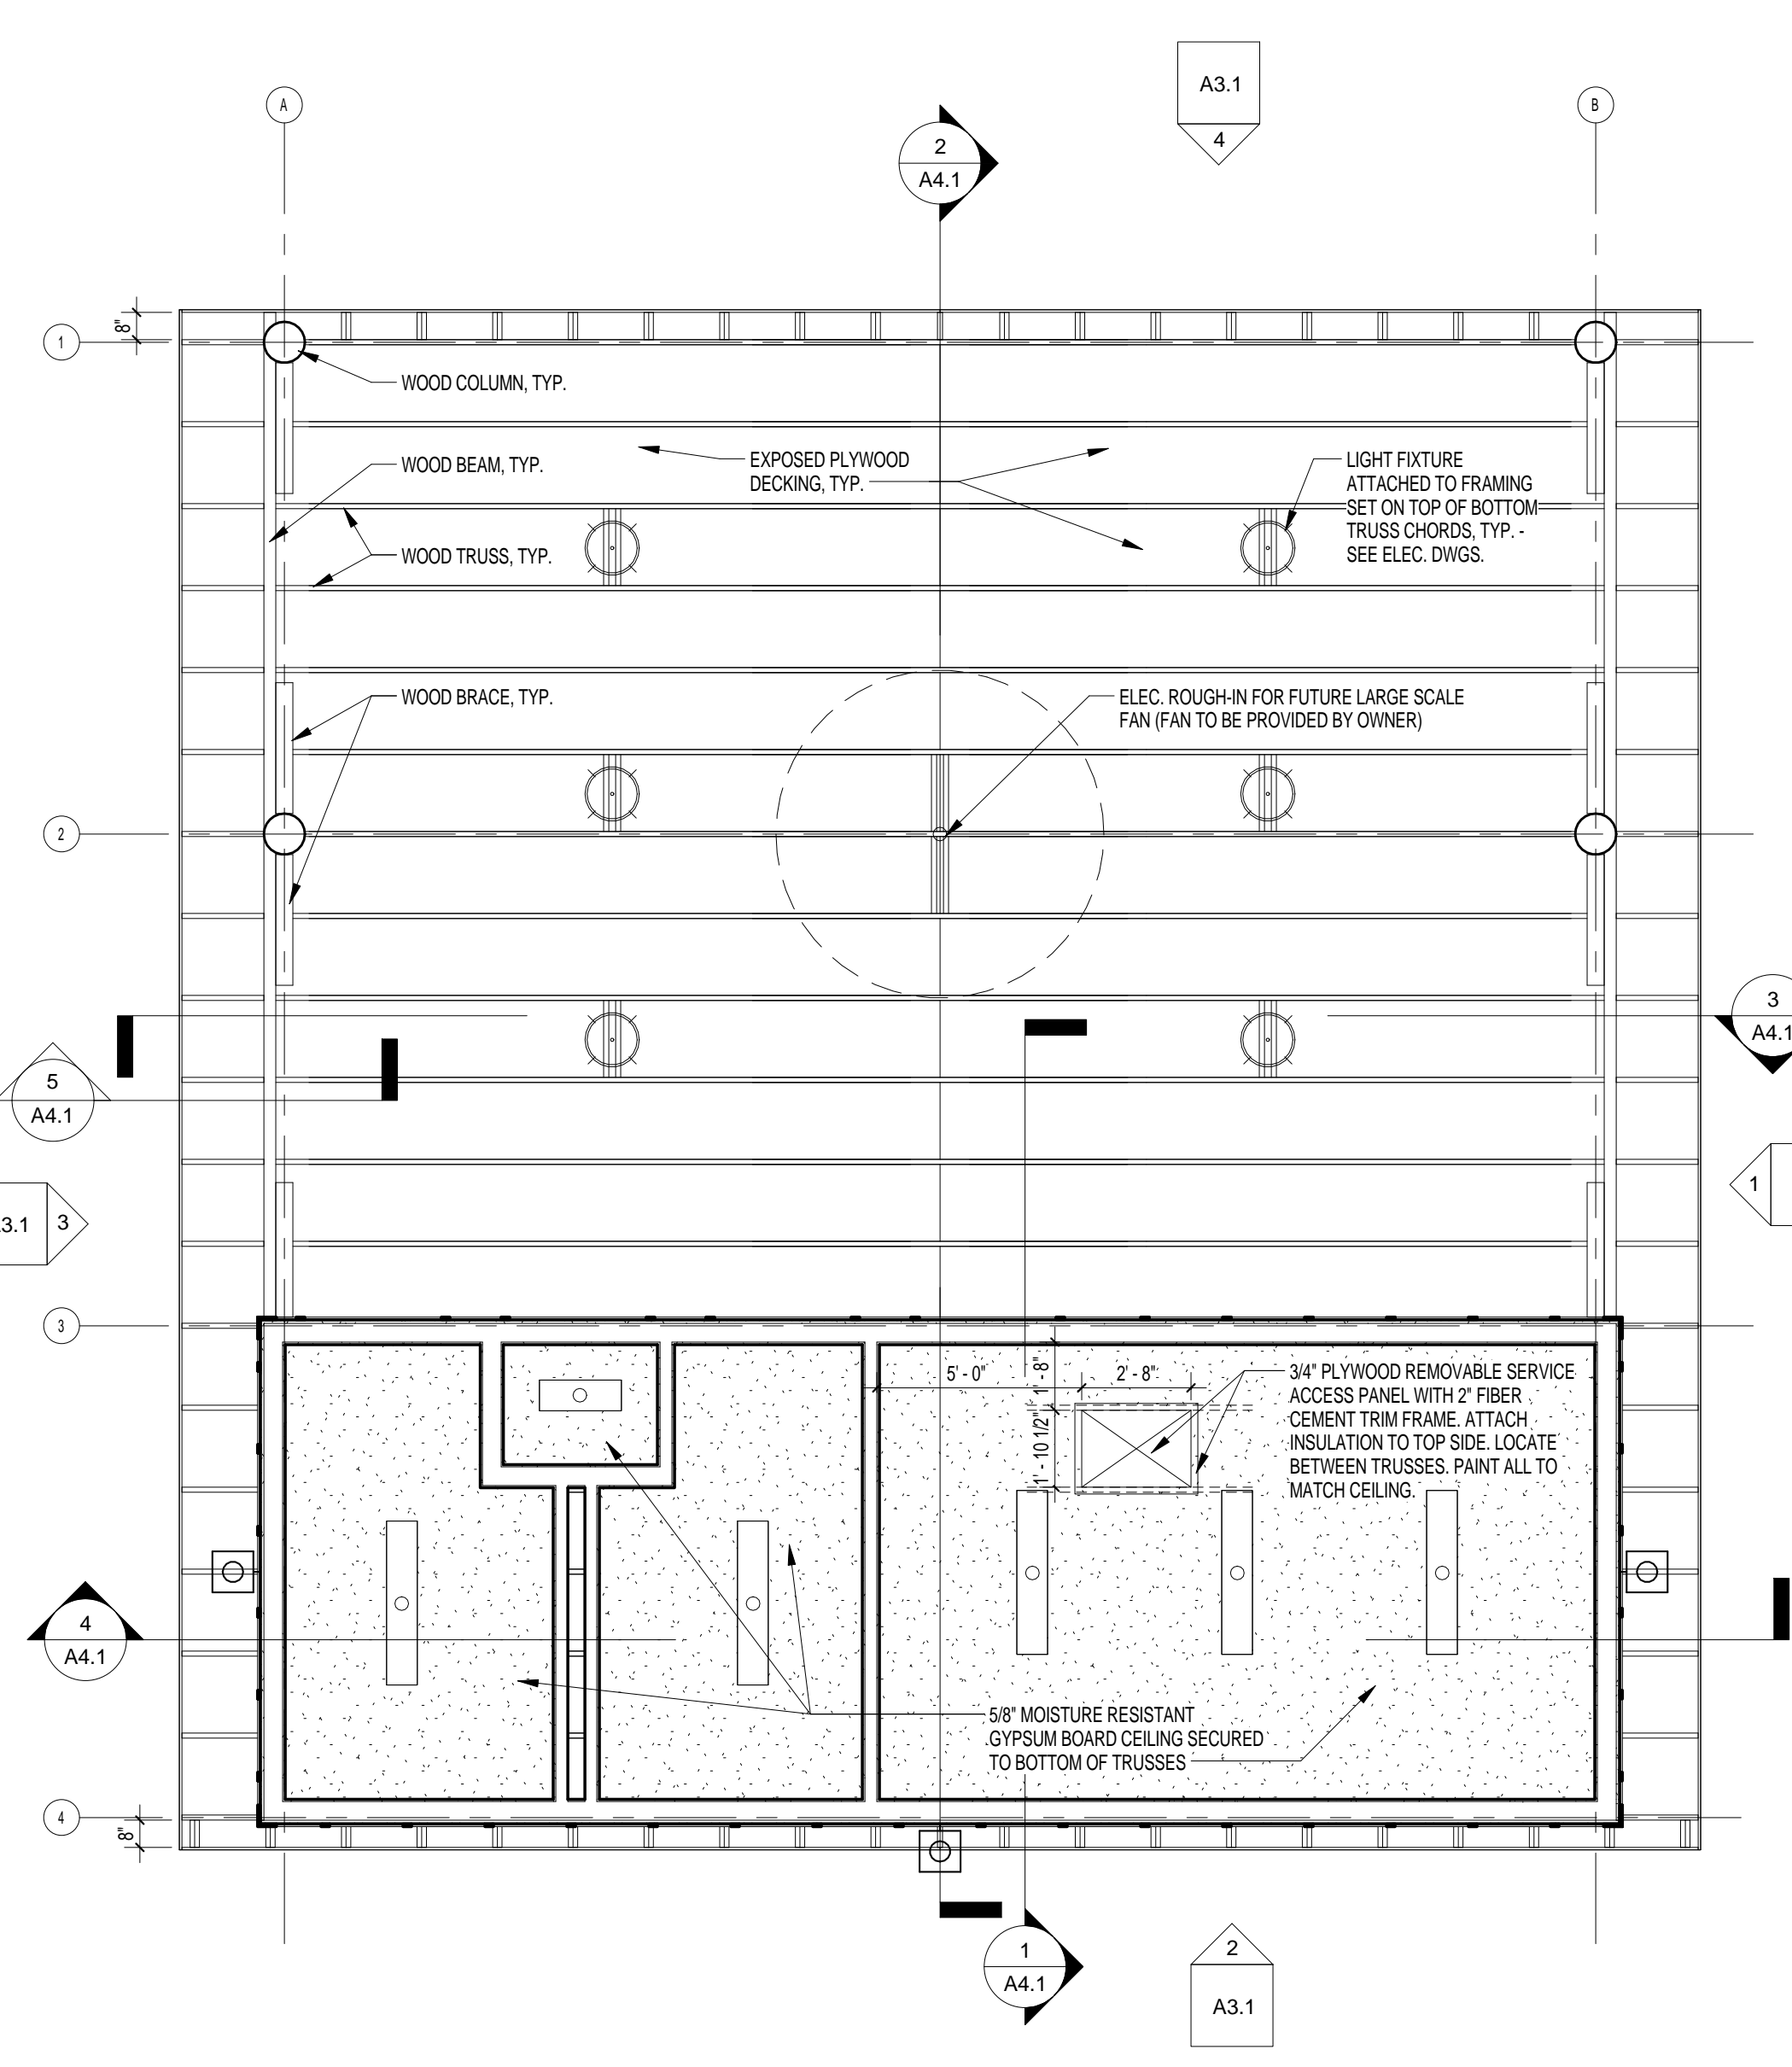 A3.1
4
A
B
2
A4.1
8"
1
WOOD COLUMN, TYP.
WOOD BEAM, TYP.
EXPOSED PLYWOOD
DECKING, TYP.
LIGHT FIXTURE
ATTACHED TO FRAMING
SET ON TOP OF BOTTOM
TRUSS CHORDS, TYP. -
SEE ELEC. DWGS.
WOOD TRUSS, TYP.
WOOD BRACE, TYP.
ELEC. ROUGH-IN FOR FUTURE LARGE SCALE
FAN (FAN TO BE PROVIDED BY OWNER)
2
3
A4.1
5
A4.1
1
3.1
3
3
5' - 0"
1' - 8"
2' - 8"
1' - 10 1/2"
3/4" PLYWOOD REMOVABLE SERVICE
ACCESS PANEL WITH 2" FIBER
CEMENT TRIM FRAME. ATTACH
INSULATION TO TOP SIDE. LOCATE
BETWEEN TRUSSES. PAINT ALL TO
MATCH CEILING.
4
A4.1
5/8" MOISTURE RESISTANT
GYPSUM BOARD CEILING SECURED
TO BOTTOM OF TRUSSES
4
8"
1
A4.1
2
A3.1